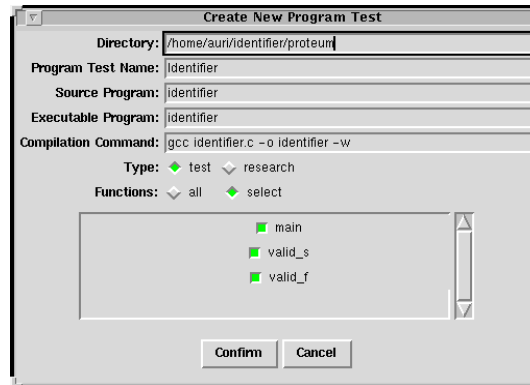 Create New Program Test
Directory: /home/auri/identifier/proteum
Program Test Name: Identifier
Source Program: identifier
Executable Program: identifier
Compilation Command: gcc identifier.c -o identifier -w
Type: test research
Functions: all select
main
valid_s
valid_f
Confirm Cancel